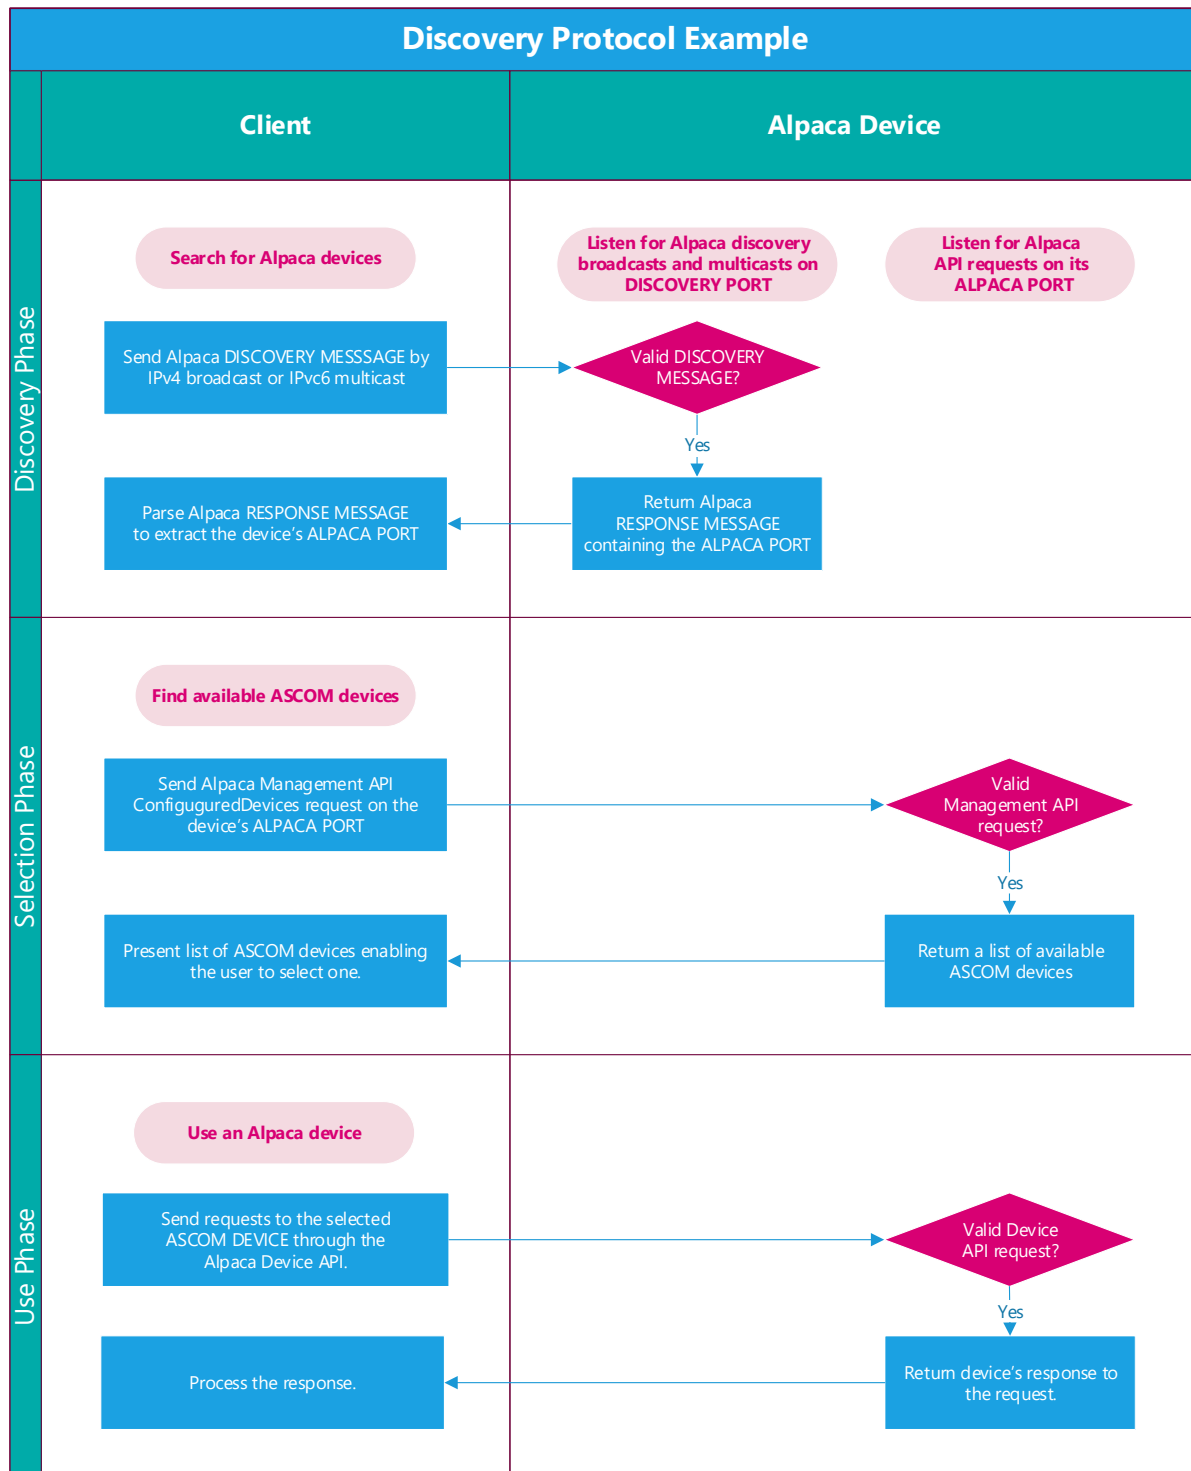 Discovery Protocol Example
Client
Alpaca Device
Discovery Phase
Search for Alpaca devices
Listen for Alpaca discovery
broadcasts and multicasts on
DISCOVERY PORT
Listen for Alpaca
API requests on its
ALPACA PORT
Send Alpaca DISCOVERY MESSSAGE by
IPv4 broadcast or IPvc6 multicast
Valid DISCOVERY
MESSAGE?
Yes
Parse Alpaca RESPONSE MESSAGE
to extract the device’s ALPACA PORT
Return Alpaca
RESPONSE MESSAGE
containing the ALPACA PORT
Selection Phase
Find available ASCOM devices
Send Alpaca Management API
ConfiguguredDevices request on the
device’s ALPACA PORT
Valid
Management API
request?
Yes
Present list of ASCOM devices enabling
the user to select one.
Return a list of available
ASCOM devices
Use Phase
Use an Alpaca device
Send requests to the selected
ASCOM DEVICE through the
Alpaca Device API.
Valid Device
API request?
Yes
Process the response.
Return device’s response to
the request.